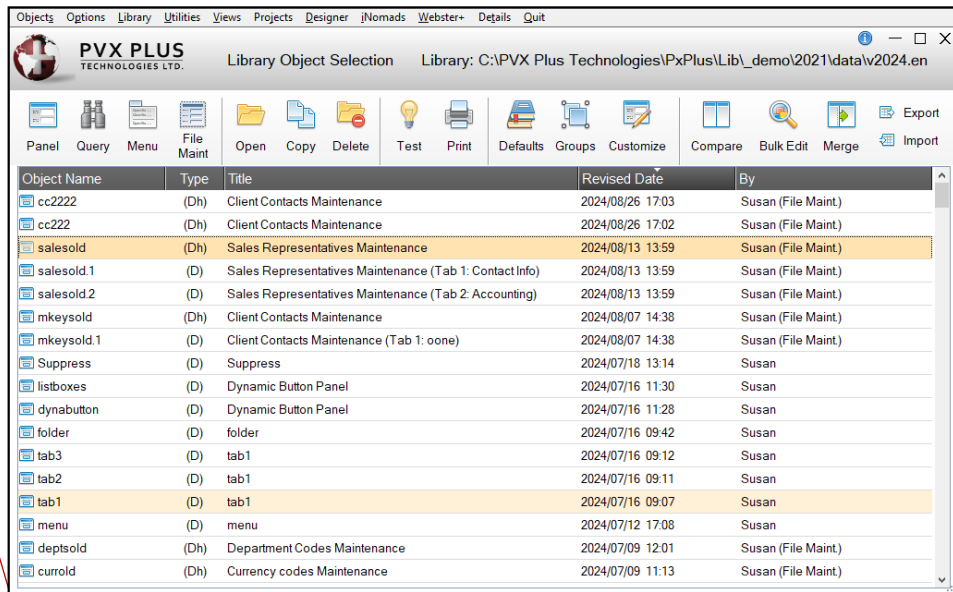 Objects Options Library Utilities Views Projects Designer iNomads Webster+ Details Quit
PVX PLUS
TECHNOLOGIES LTD.
Library Object Selection Library: C:\PVX Plus Technologies\PxPlus\Lib\_demo\2021\data\v2024.en
Panel Query Menu File Maint Open Copy Delete Test Print Defaults Groups Customize Compare Bulk Edit Merge Export Import
Object Name Type Title Revised Date By
cc2222 (Dh) Client Contacts Maintenance 2024/08/26 17:03 Susan (File Maint.)
cc222 (Dh) Client Contacts Maintenance 2024/08/26 17:02 Susan (File Maint.)
salesold (Dh) Sales Representatives Maintenance 2024/08/13 13:59 Susan (File Maint.)
salesold.1 (D) Sales Representatives Maintenance (Tab 1: Contact Info) 2024/08/13 13:59 Susan (File Maint.)
salesold.2 (D) Sales Representatives Maintenance (Tab 2: Accounting) 2024/08/13 13:59 Susan (File Maint.)
mkeysold (Dh) Client Contacts Maintenance 2024/08/07 14:38 Susan (File Maint.)
mkeysold.1 (D) Client Contacts Maintenance (Tab 1: oone) 2024/08/07 14:38 Susan (File Maint.)
Suppress (D) Suppress 2024/07/18 13:14 Susan
listboxes (D) Dynamic Button Panel 2024/07/16 11:30 Susan
dynabutton (D) Dynamic Button Panel 2024/07/16 11:28 Susan
folder (D) folder 2024/07/16 09:42 Susan
tab3 (D) tab1 2024/07/16 09:12 Susan
tab2 (D) tab1 2024/07/16 09:11 Susan
tab1 (D) tab1 2024/07/16 09:07 Susan
menu (D) menu 2024/07/12 17:08 Susan
deptsold (Dh) Department Codes Maintenance 2024/07/09 12:01 Susan (File Maint.)
currold (Dh) Currency codes Maintenance 2024/07/09 11:13 Susan (File Maint.)